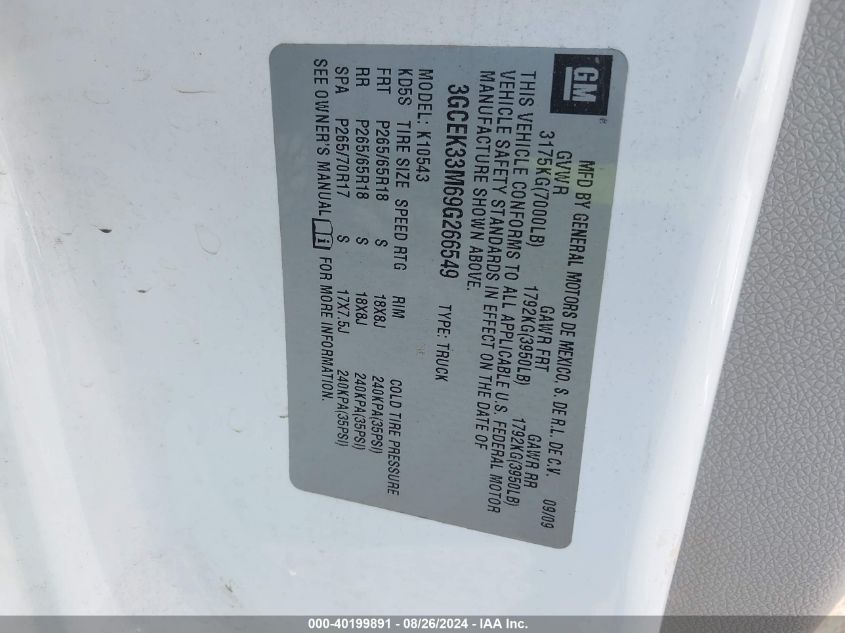 GM
MFD BY GENERAL MOTORS DE MEXICO, S. DE R.L. DE C.V. 09/09
GVWR GAWR FRT GAWR RR
3175KG(7000LB) 1792KG(3950LB) 1792KG(3950LB)
THIS VEHICLE CONFORMS TO ALL APPLICABLE U.S. FEDERAL MOTOR
VEHICLE SAFETY STANDARDS IN EFFECT ON THE DATE OF
MANUFACTURE SHOWN ABOVE.
3GCEK33M69G266549 TYPE: TRUCK
MODEL: K10543
KD5S TIRE SIZE SPEED RTG RIM COLD TIRE PRESSURE
FRT P265/65R18 S 18X8J 240KPA(35PSI)
RR P265/65R18 S 18X8J 240KPA(35PSI)
SPA P265/70R17 S 17X7.5J 240KPA(35PSI)
SEE OWNER'S MANUAL i FOR MORE INFORMATION.
000-40199891 - 08/26/2024 - IAA Inc.